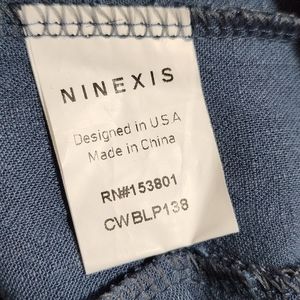 NINEXIS
Designed in U.S.A
Made in China
RN#153801
CWBLP138